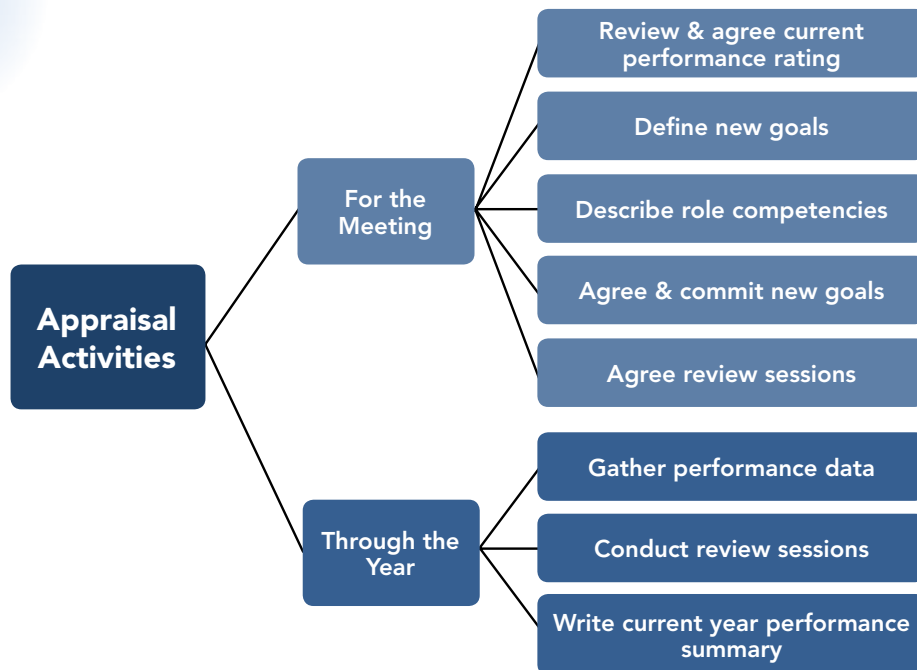 Appraisal
Activities
For the
Meeting
Review & agree current
performance rating
Define new goals
Describe role competencies
Agree & commit new goals
Agree review sessions
Through the
Year
Gather performance data
Conduct review sessions
Write current year performance
summary